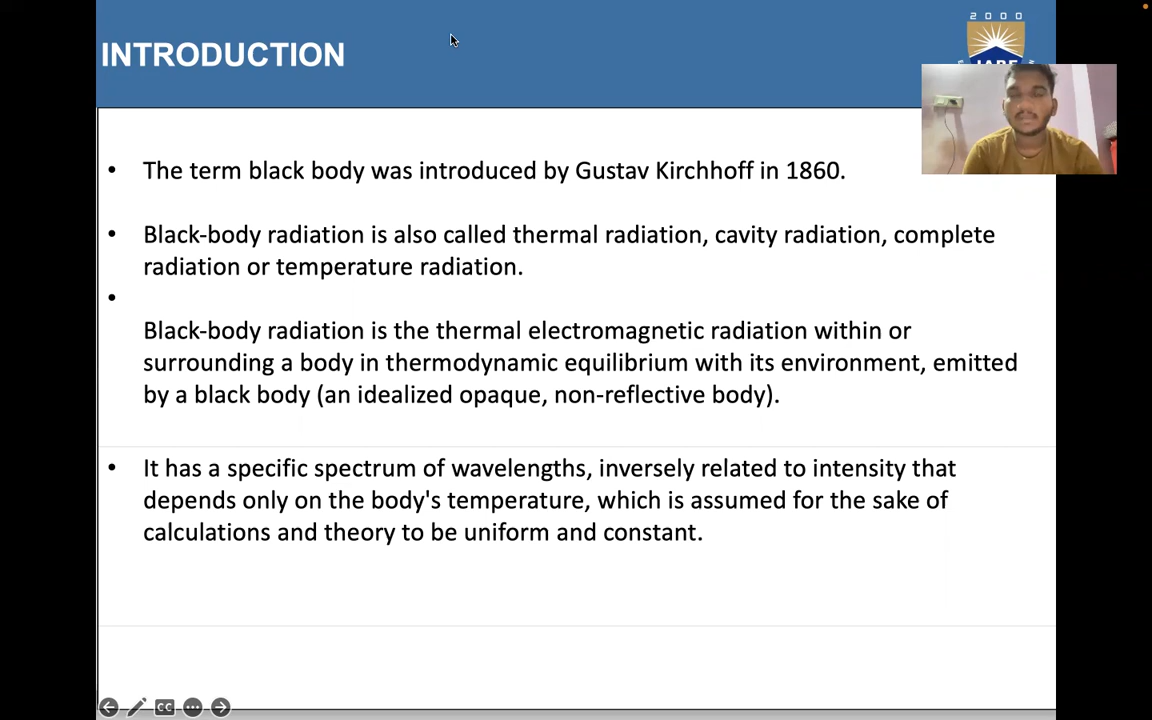 2000
INTRODUCTION
IARE
• The term black body was introduced by Gustav Kirchhoff in 1860.
• Black-body radiation is also called thermal radiation, cavity radiation, complete
radiation or temperature radiation.
•
Black-body radiation is the thermal electromagnetic radiation within or
surrounding a body in thermodynamic equilibrium with its environment, emitted
by a black body (an idealized opaque, non-reflective body).
• It has a specific spectrum of wavelengths, inversely related to intensity that
depends only on the body's temperature, which is assumed for the sake of
calculations and theory to be uniform and constant.
CC